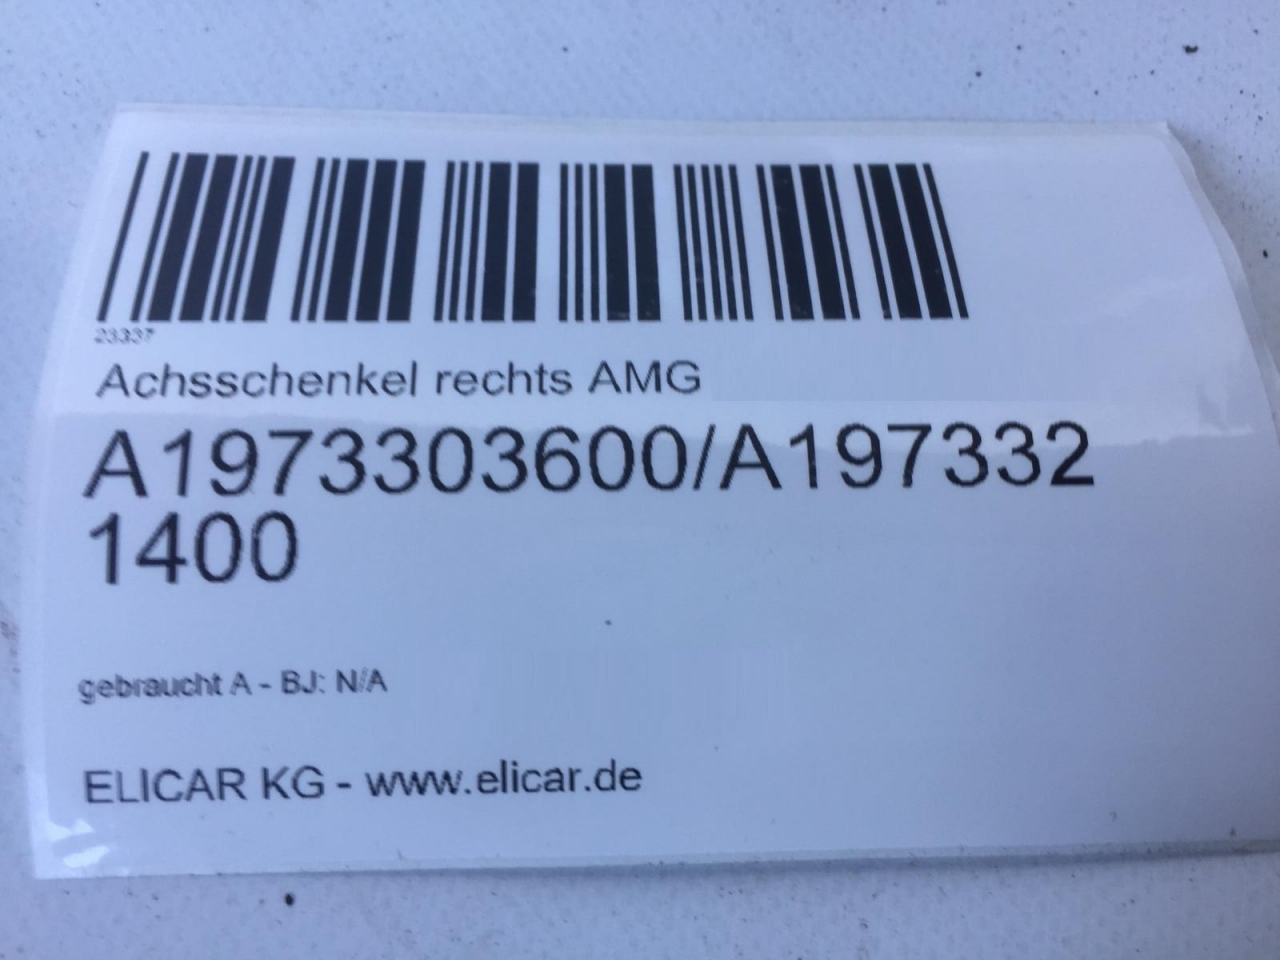 23337
Achsschenkel rechts AMG
A1973303600/A197332
1400
gebraucht A - BJ: N/A
ELICAR KG - www.elicar.de